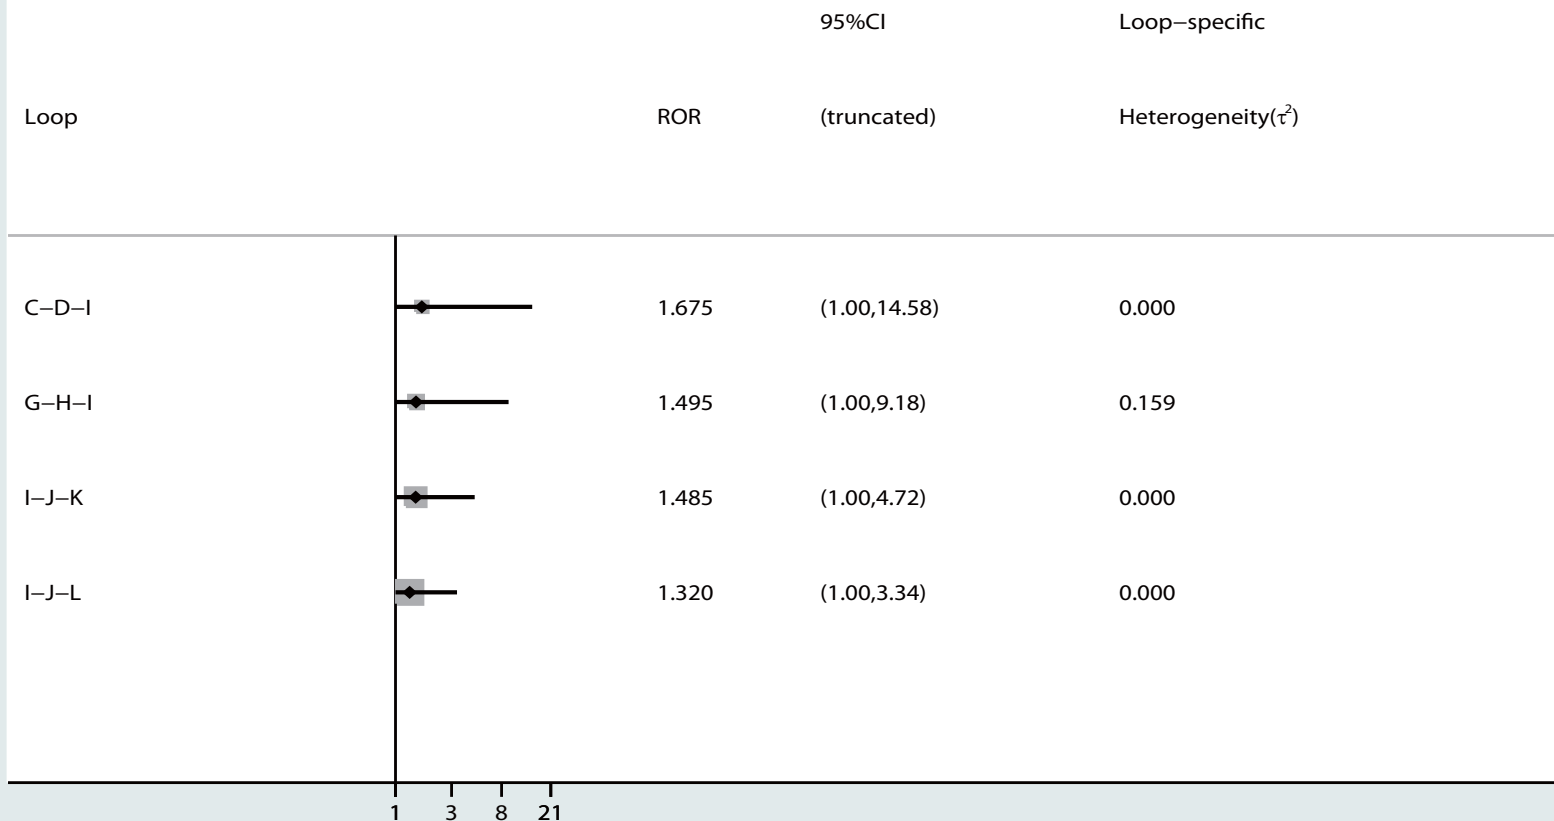 95%CI Loop−specific
Loop ROR (truncated) Heterogeneity(τ²)
C−D−I 1.675 (1.00,14.58) 0.000
G−H−I 1.495 (1.00,9.18) 0.159
I−J−K 1.485 (1.00,4.72) 0.000
I−J−L 1.320 (1.00,3.34) 0.000
1 3 8 21